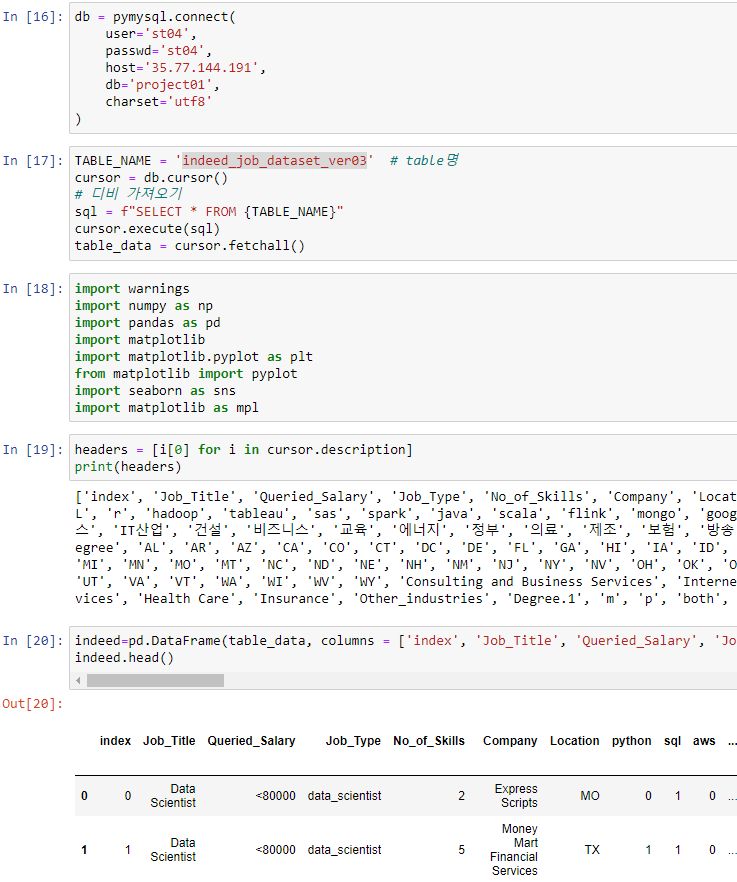 In [16]: db = pymysql.connect(
user='st04',
passwd='st04',
host='35.77.144.191',
db='project01',
charset='utf8'
)
In [17]: TABLE_NAME = 'indeed_job_dataset_ver03'  # table명
cursor = db.cursor()
# 디비 가져오기
sql = f"SELECT * FROM {TABLE_NAME}"
cursor.execute(sql)
table_data = cursor.fetchall()
In [18]: import warnings
import numpy as np
import pandas as pd
import matplotlib
import matplotlib.pyplot as plt
from matplotlib import pyplot
import seaborn as sns
import matplotlib as mpl
In [19]: headers = [i[0] for i in cursor.description]
print(headers)
['index', 'Job_Title', 'Queried_Salary', 'Job_Type', 'No_of_Skills', 'Company', 'Locat
L', 'r', 'hadoop', 'tableau', 'sas', 'spark', 'java', 'scala', 'flink', 'mongo', 'goog
스', 'IT산업', '건설', '비즈니스', '교육', '에너지', '정부', '의료', '제조', '보험', '방송
egree', 'AL', 'AR', 'AZ', 'CA', 'CO', 'CT', 'DC', 'DE', 'FL', 'GA', 'HI', 'IA', 'ID',
'MI', 'MN', 'MO', 'MT', 'NC', 'ND', 'NE', 'NH', 'NM', 'NJ', 'NY', 'NV', 'OH', 'OK', 'O
'UT', 'VA', 'VT', 'WA', 'WI', 'WV', 'WY', 'Consulting and Business Services', 'Interne
vices', 'Health Care', 'Insurance', 'Other_industries', 'Degree.1', 'm', 'p', 'both',
In [20]: indeed=pd.DataFrame(table_data, columns = ['index', 'Job_Title', 'Queried_Salary', 'Jo
indeed.head()
Out[20]:
index Job_Title Queried_Salary Job_Type No_of_Skills Company Location python sql aws ...
0 0 Data Scientist <80000 data_scientist 2 Express Scripts MO 0 1 0 ...
1 1 Data Scientist <80000 data_scientist 5 Money Mart Financial Services TX 1 1 0 ...